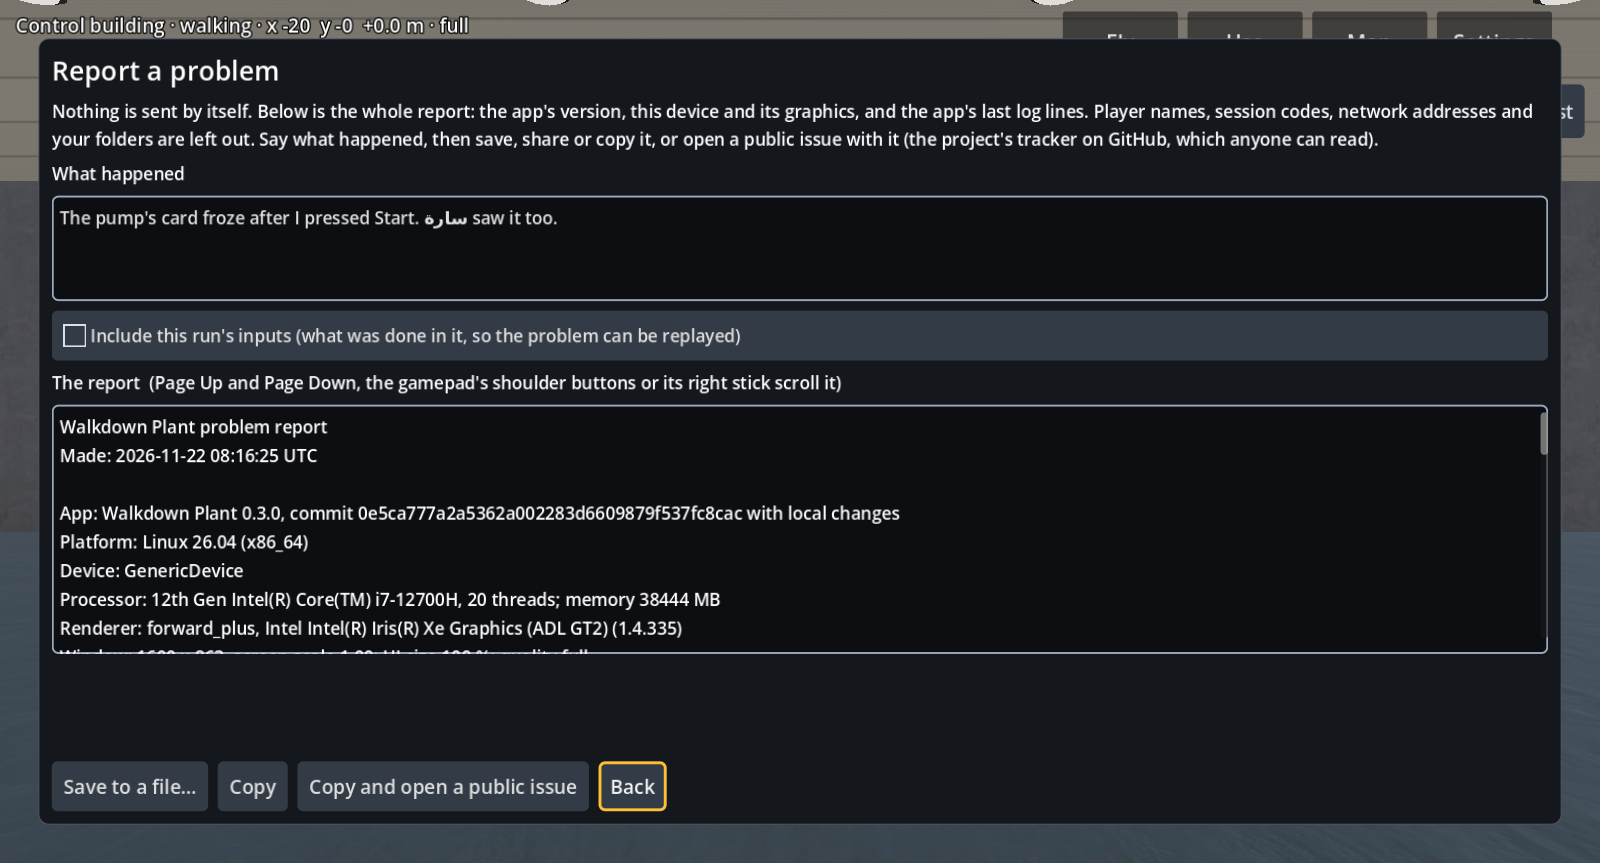 Control building · walking · x -20 y -0 +0.0 m · full
Report a problem
Nothing is sent by itself. Below is the whole report: the app's version, this device and its graphics, and the app's last log lines. Player names, session codes, network addresses and
your folders are left out. Say what happened, then save, share or copy it, or open a public issue with it (the project's tracker on GitHub, which anyone can read).
What happened
The pump's card froze after I pressed Start. سارة saw it too.
Include this run's inputs (what was done in it, so the problem can be replayed)
The report (Page Up and Page Down, the gamepad's shoulder buttons or its right stick scroll it)
Walkdown Plant problem report
Made: 2026-11-22 08:16:25 UTC
App: Walkdown Plant 0.3.0, commit 0e5ca777a2a5362a002283d6609879f537fc8cac with local changes
Platform: Linux 26.04 (x86_64)
Device: GenericDevice
Processor: 12th Gen Intel(R) Core(TM) i7-12700H, 20 threads; memory 38444 MB
Renderer: forward_plus, Intel Intel(R) Iris(R) Xe Graphics (ADL GT2) (1.4.335)
Save to a file... Copy Copy and open a public issue Back